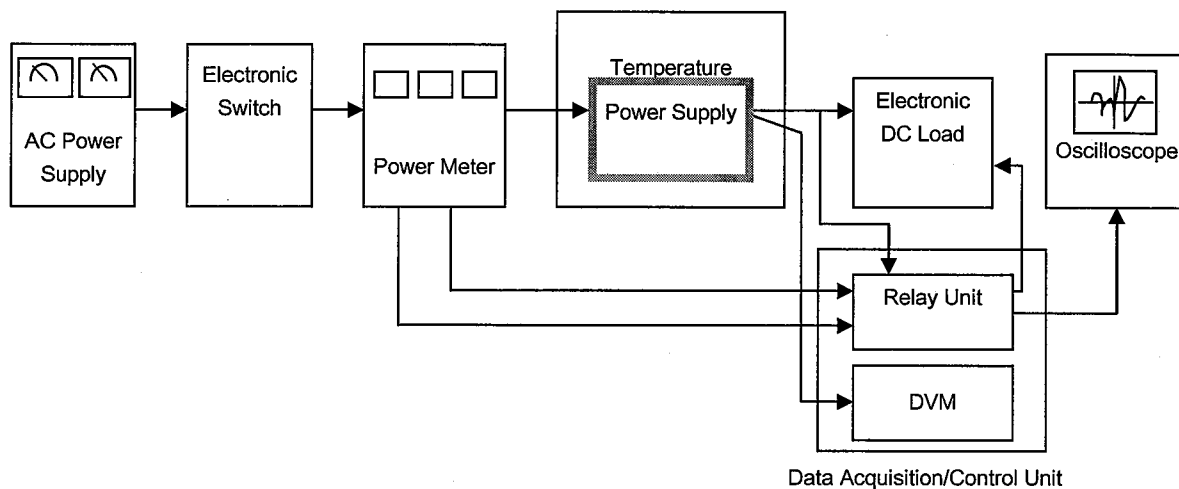 AC Power
Supply
Electronic
Switch
Power Meter
Temperature
Power Supply
Electronic
DC Load
Oscilloscope
Relay Unit
DVM
Data Acquisition/Control Unit